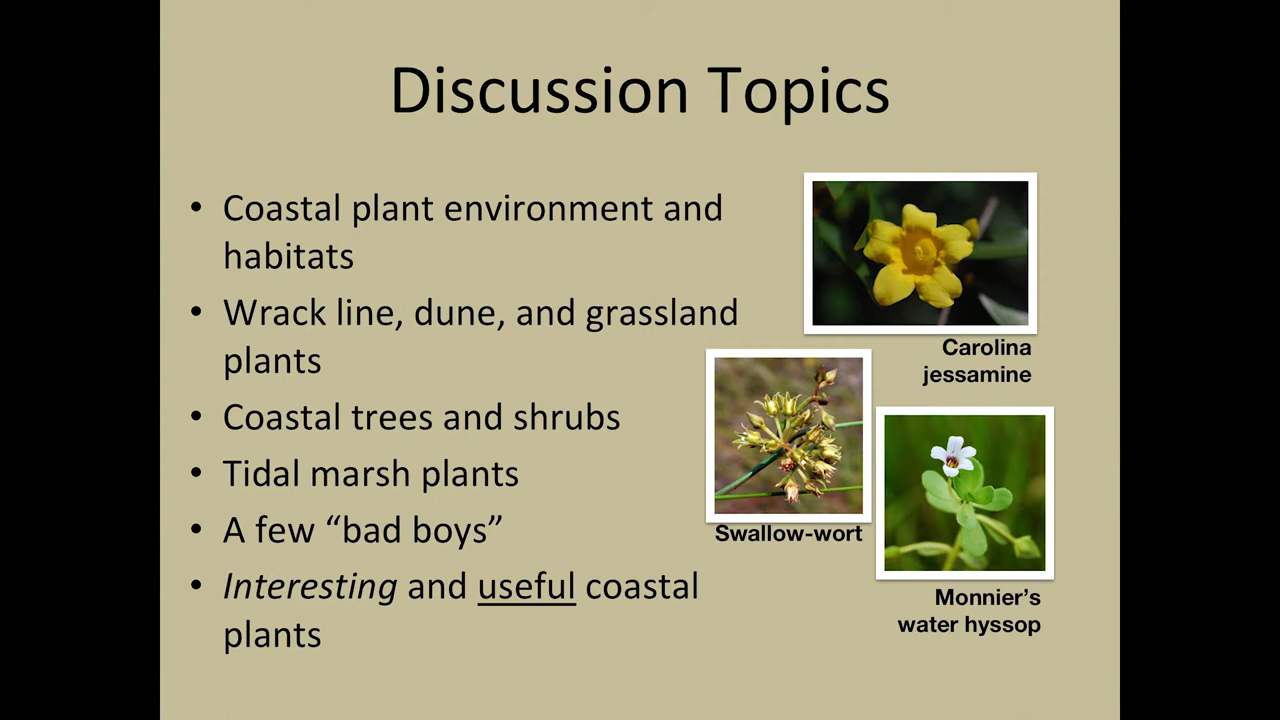 Discussion Topics
• Coastal plant environment and
habitats
• Wrack line, dune, and grassland
plants
• Coastal trees and shrubs
• Tidal marsh plants
• A few “bad boys”
• Interesting and useful coastal
plants
Carolina
jessamine
Swallow-wort
Monnier’s
water hyssop